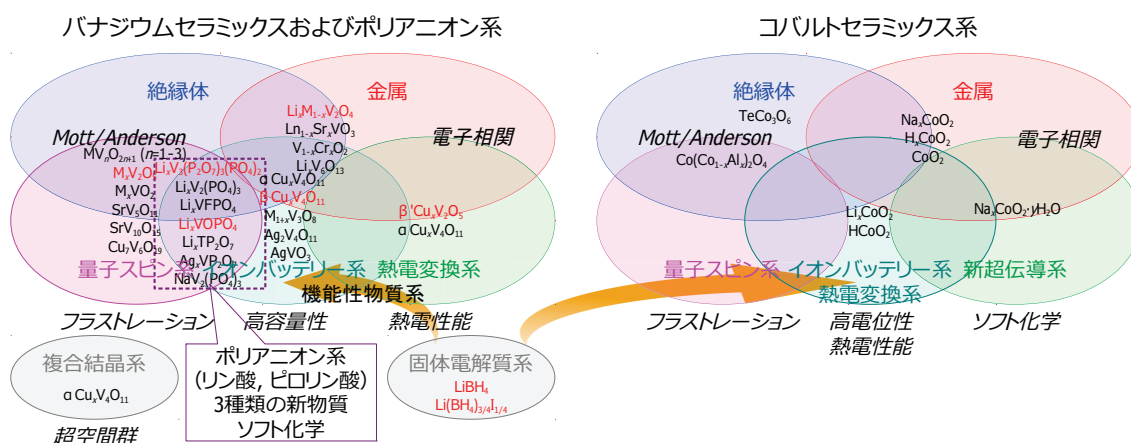 バナジウムセラミックスおよびポリアニオン系
絶縁体
金属
Mott/Anderson
電子相関
LiₓM₁₋ₓV₂O₄
Ln₁₋ₓSrₓVO₃
V₁₋ₓCrₓO₂
LiₓV₆O₁₃
α CuₓV₄O₁₁
β CuₓV₄O₁₁
MVₙO₂ₙ₊₁ (n=1-3)
MₓV₂O₅
MₓVO₂
SrV₅O₁₁
SrV₁₀O₁₅
Cu₇V₆O₁₉
LiₓV₂(P₂O₇)₃(PO₄)₂
LiₓV₂(PO₄)₃
LiₓVFPO₄
LiₓVOPO₄
LiₓTP₂O₇
AgₓVP₂O₇
NaV₂(PO₄)₃
M₁₊ₓV₃O₈
Ag₂V₄O₁₁
AgVO₃
β'CuₓV₂O₅
α CuₓV₄O₁₁
量子スピン系
イオンバッテリー系
熱電変換系
機能性物質系
フラストレーション
高容量性
熱電性能
複合結晶系
α CuₓV₄O₁₁
超空間群
ポリアニオン系
(リン酸, ピロリン酸)
3種類の新物質
ソフト化学
固体電解質系
LiBH₄
Li(BH₄)₃/₄I₁/₄
コバルトセラミックス系
絶縁体
金属
TeCo₃O₆
Mott/Anderson
電子相関
Co(Co₁₋ₓAlₓ)₂O₄
NaₓCoO₂
HₓCoO₂
CoO₂
LiₓCoO₂
HCoO₂
NaₓCoO₂·yH₂O
量子スピン系
イオンバッテリー系
熱電変換系
新超伝導系
フラストレーション
高電位性
熱電性能
ソフト化学